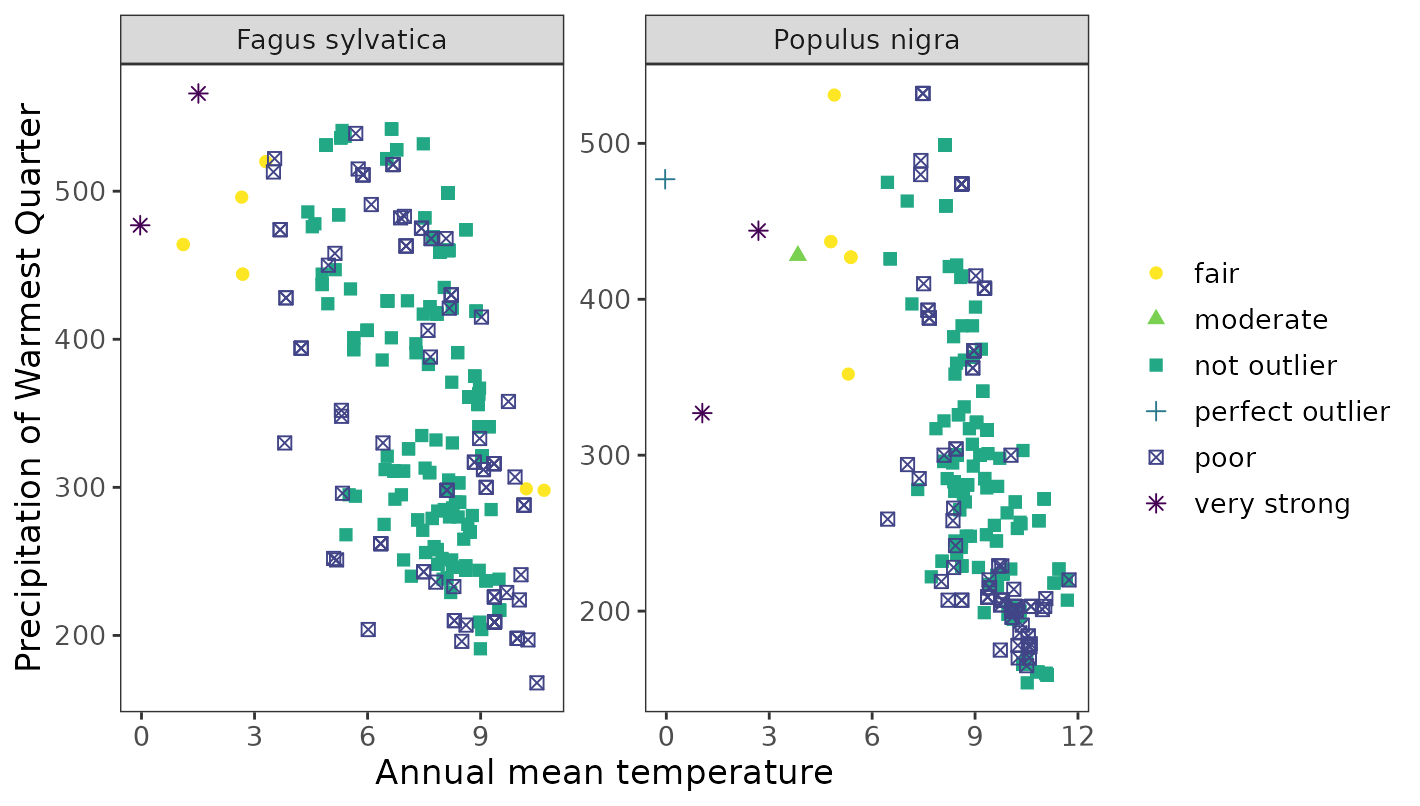 Fagus sylvatica
Populus nigra
Precipitation of Warmest Quarter
500
400
300
200
500
400
300
200
0 3 6 9
0 3 6 9 12
Annual mean temperature
fair
moderate
not outlier
perfect outlier
poor
very strong